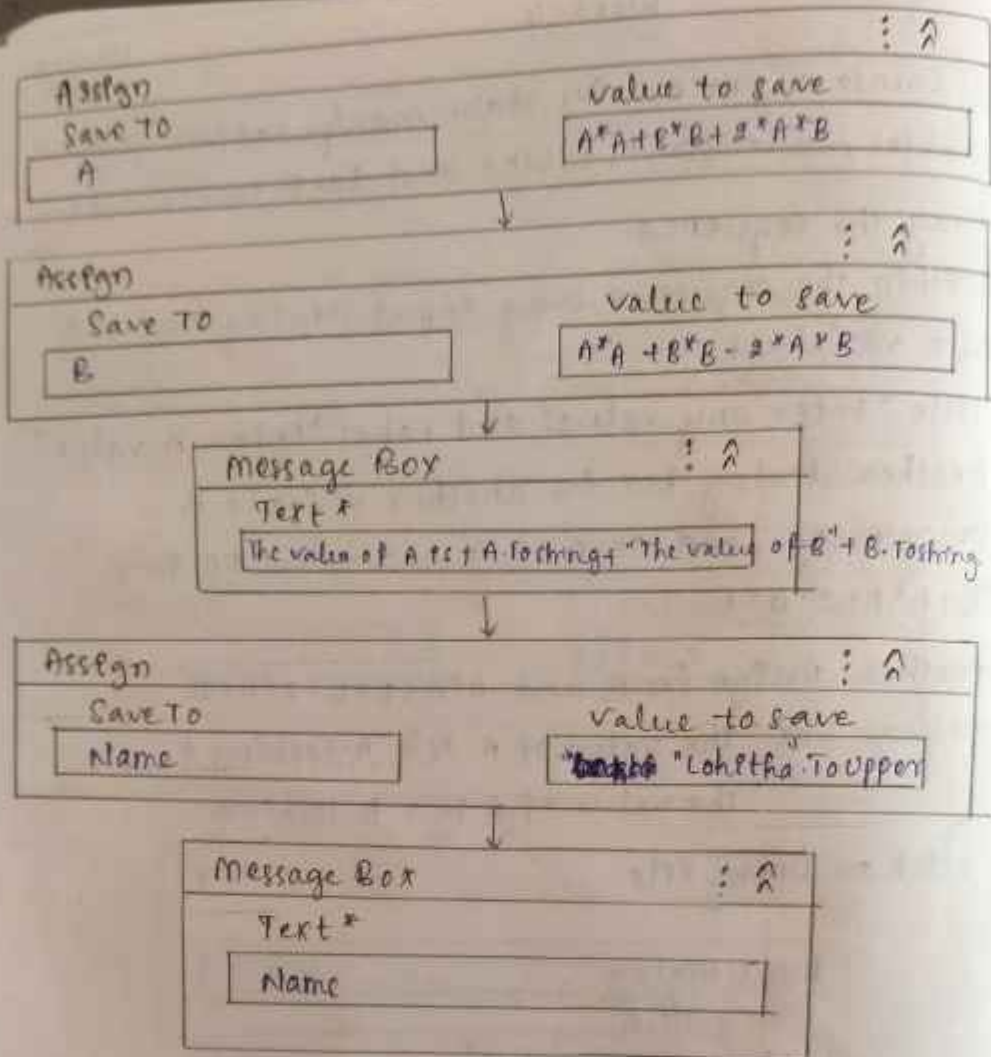 Assign
Save To
value to save
A
A*A+B*B+2*A*B
Assign
Save To
value to save
B
A*A+B*B-2*A*B
Message Box
Text *
The value of A is + A.Tostring+ "The value of B"+ B.Tostring
Assign
Save To
value to save
Name
"Lohitha".ToUpper
Message Box
Text *
Name